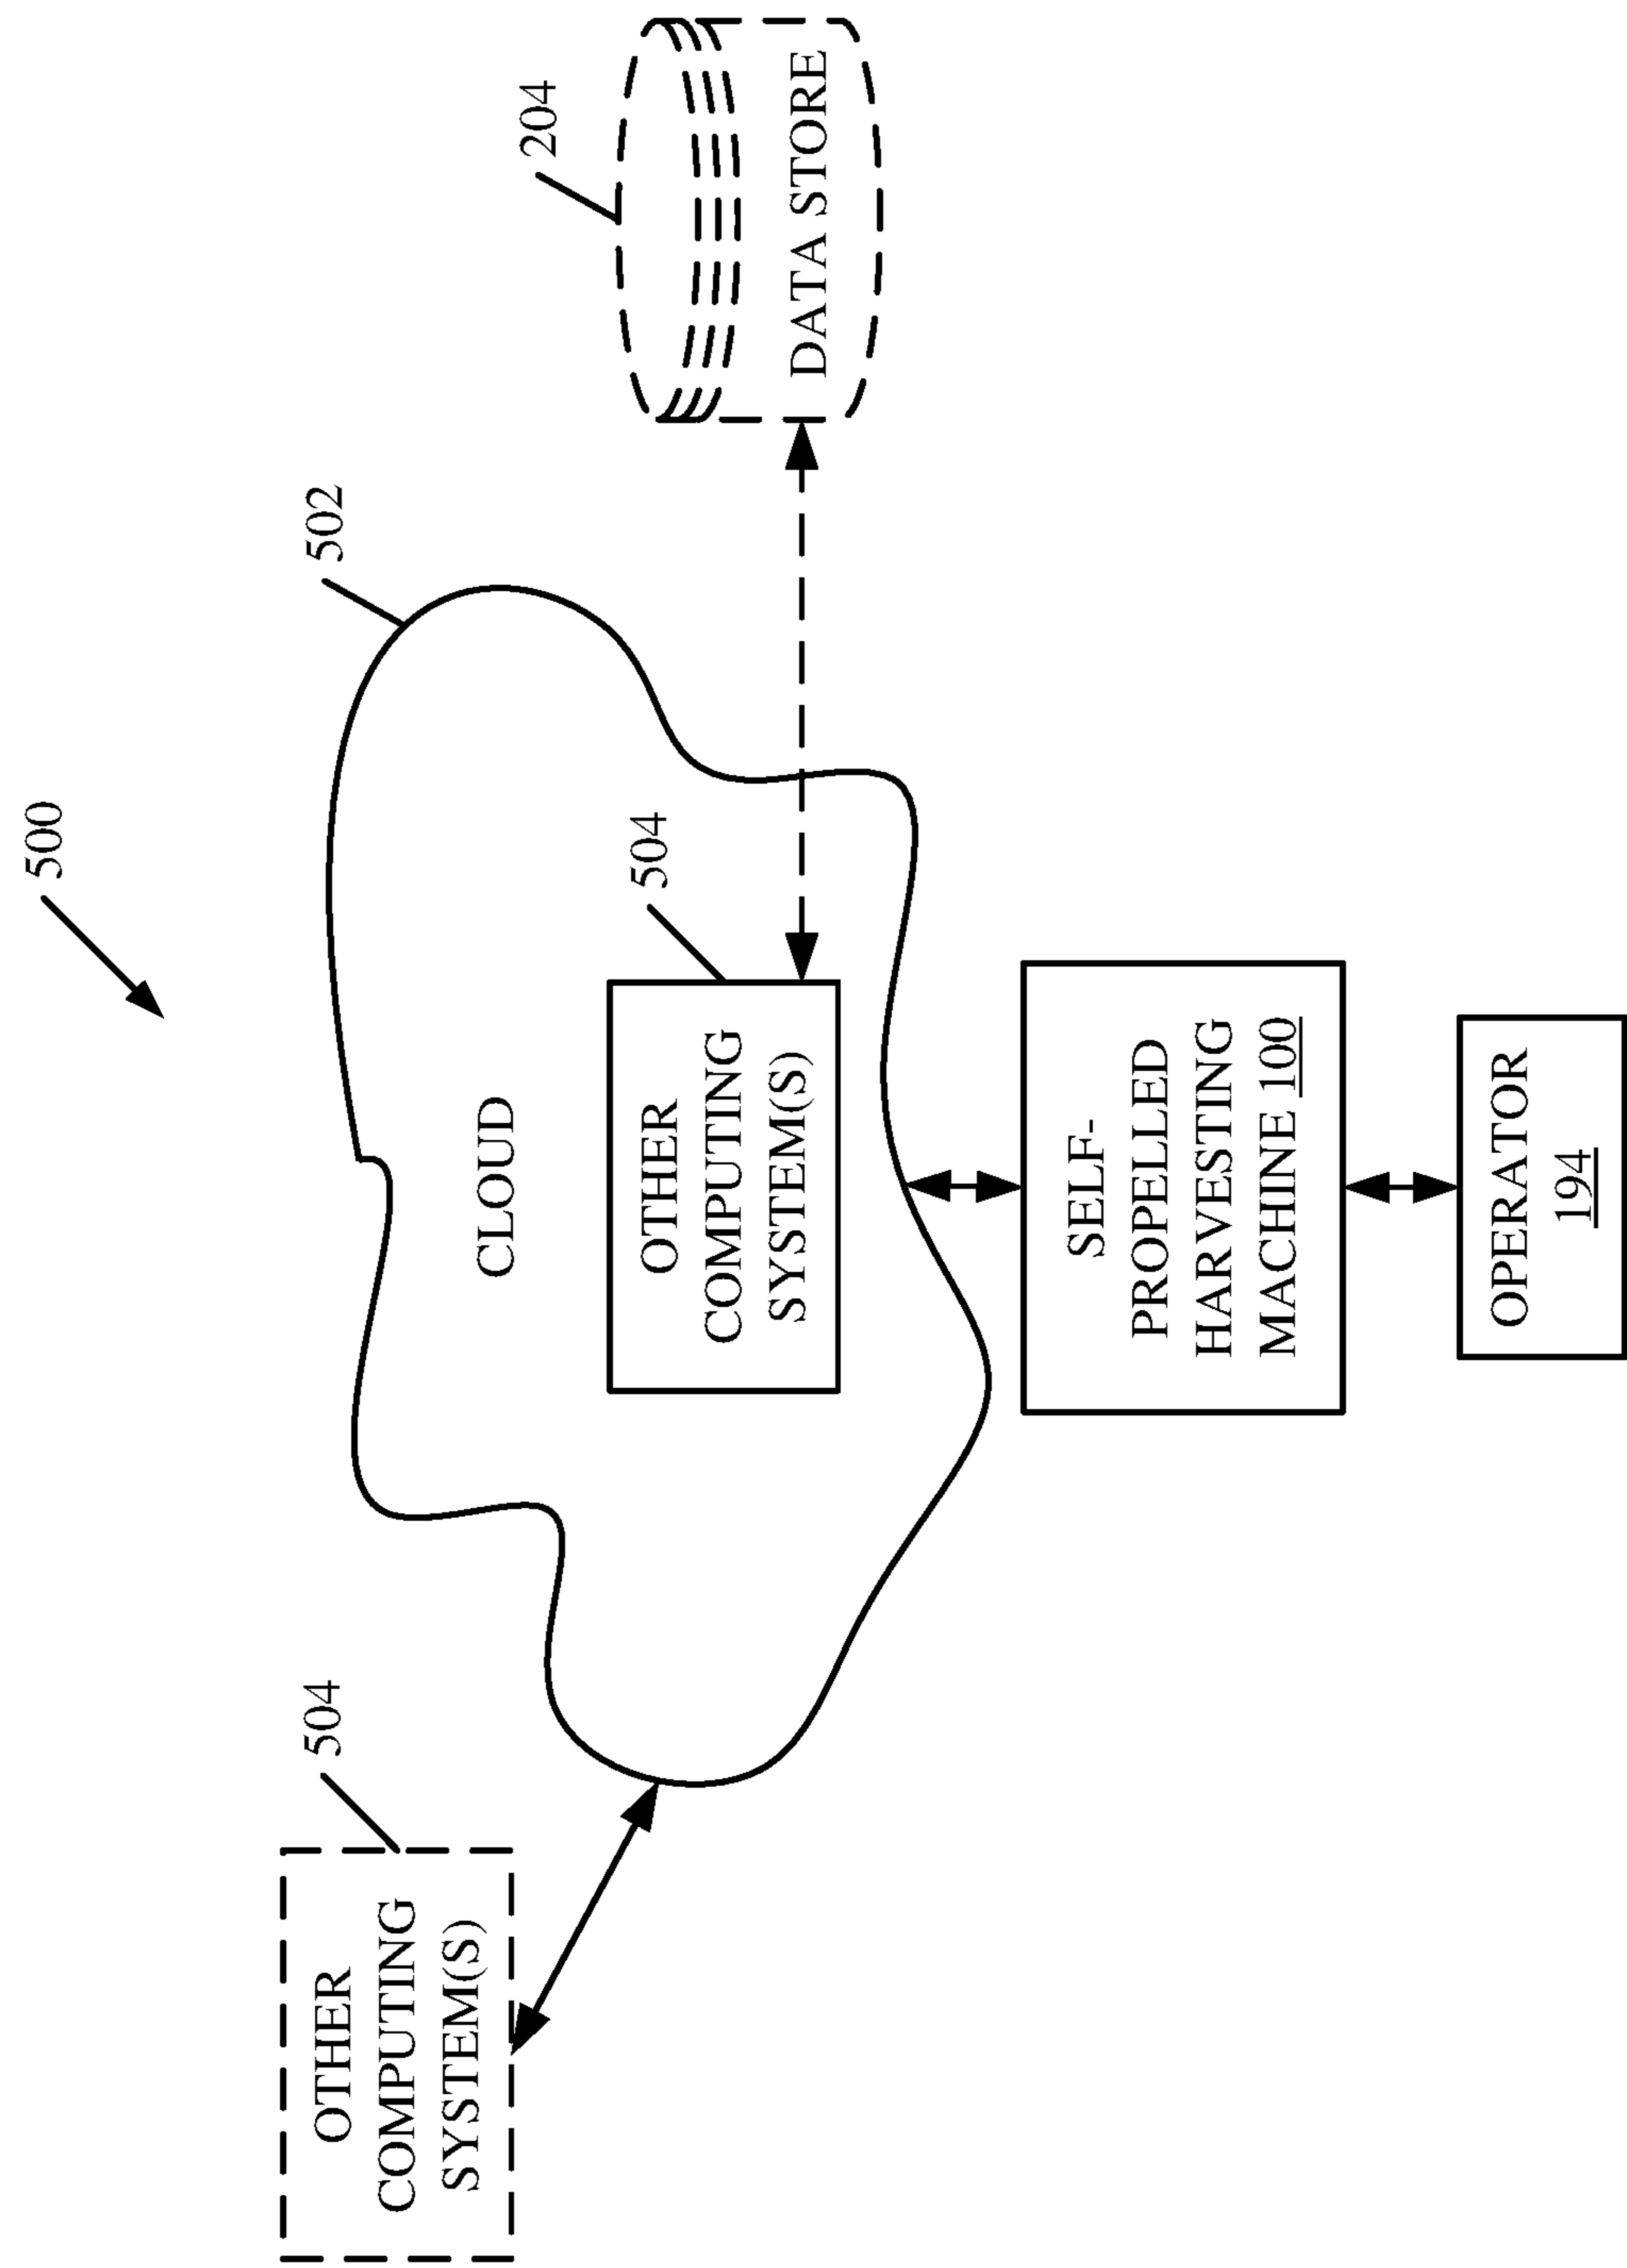 500
502
204
504
504
CLOUD
DATA STORE
OTHER
COMPUTING
SYSTEM(S)
OTHER
COMPUTING
SYSTEM(S)
SELF-
PROPELLED
HARVESTING
MACHINE 100
OPERATOR
194